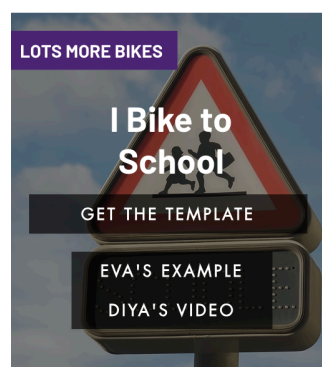 LOTS MORE BIKES
I Bike to
School
GET THE TEMPLATE
EVA'S EXAMPLE
DIYA'S VIDEO